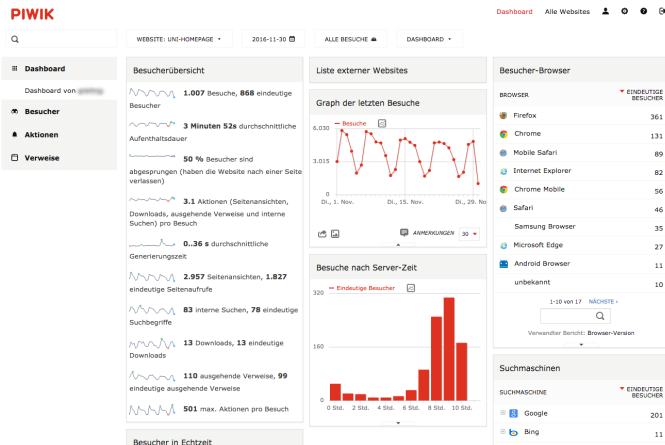 PIWIK
Dashboard Alle Websites
WEBSITE: UNI-HOMEPAGE
2016-11-30
ALLE BESUCHE
DASHBOARD
Dashboard
Dashboard von
Besucher
Aktionen
Verweise
Besucherübersicht
1.007 Besuche, 868 eindeutige
Besucher
3 Minuten 52s durchschnittliche
Aufenthaltsdauer
50 % Besucher sind
abgesprungen (haben die Website nach einer Seite
verlassen)
3.1 Aktionen (Seitenansichten,
Downloads, ausgehende Verweise und interne
Suchen) pro Besuch
0..36 s durchschnittliche
Generierungszeit
2.957 Seitenansichten, 1.827
eindeutige Seitenaufrufe
83 interne Suchen, 78 eindeutige
Suchbegriffe
13 Downloads, 13 eindeutige
Downloads
110 ausgehende Verweise, 99
eindeutige ausgehende Verweise
501 max. Aktionen pro Besuch
Besucher in Echtzeit
Liste externer Websites
Graph der letzten Besuche
Besuche
6.030
3.015
0
Di., 1. Nov. Di., 15. Nov. Di., 29. No
ANMERKUNGEN 30
Besuche nach Server-Zeit
Eindeutige Besucher
320
160
0
0 Std. 2 Std. 4 Std. 6 Std. 8 Std. 10 Std.
Besucher-Browser
BROWSER EINDEUTIGE
BESUCHER
Firefox 361
Chrome 131
Mobile Safari 89
Internet Explorer 82
Chrome Mobile 56
Safari 46
Samsung Browser 35
Microsoft Edge 27
Android Browser 11
unbekannt 10
1-10 von 17 NÄCHSTE ›
Verwandter Bericht: Browser-Version
Suchmaschinen
SUCHMASCHINE EINDEUTIGE
BESUCHER
Google 201
Bing 11